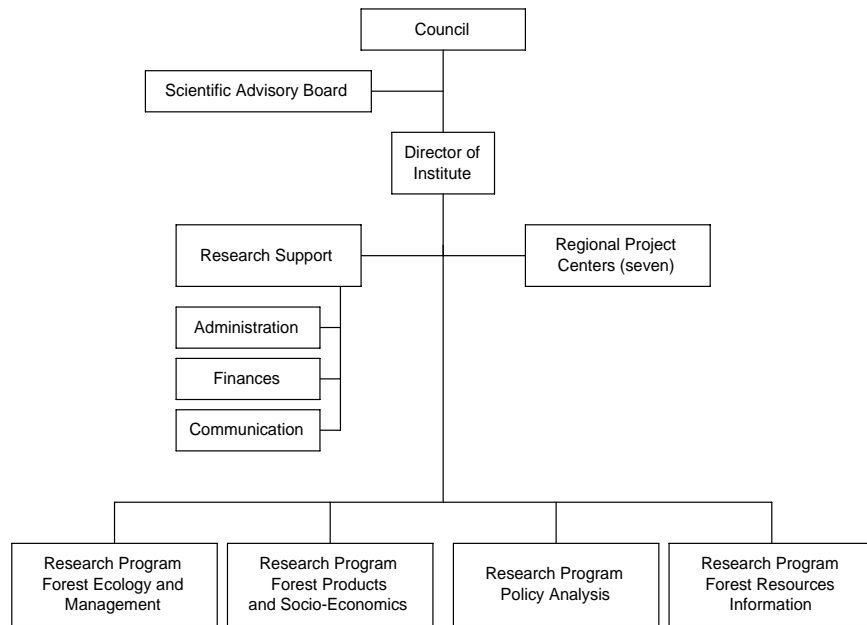 Council
Scientific Advisory Board
Director of
Institute
Research Support
Regional Project
Centers (seven)
Administration
Finances
Communication
Research Program
Forest Ecology and
Management
Research Program
Forest Products
and Socio-Economics
Research Program
Policy Analysis
Research Program
Forest Resources
Information